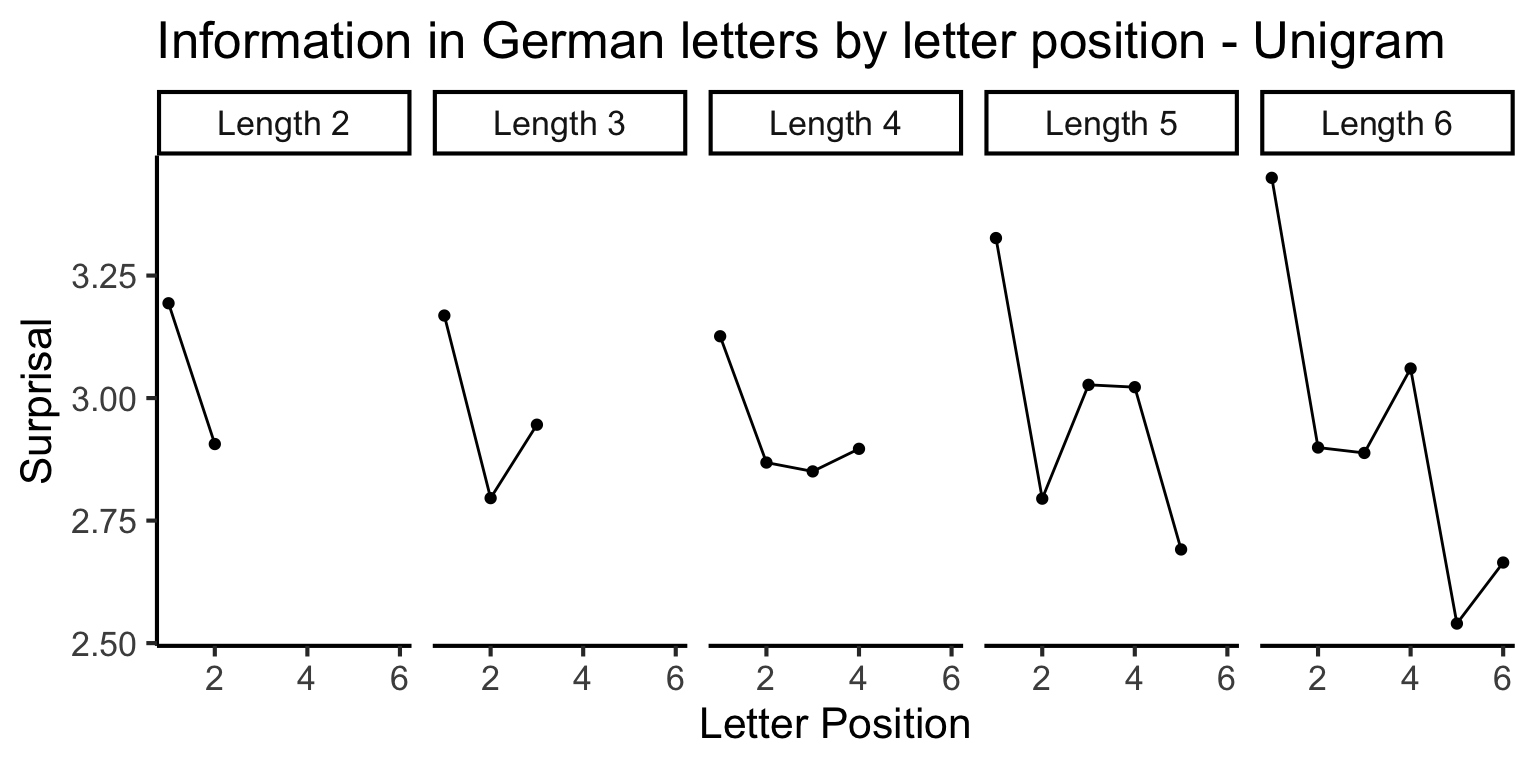 Information in German letters by letter position - Unigram
Length 2 Length 3 Length 4 Length 5 Length 6
3.25
3.00
2.75
2.50
Surprisal
2 4 6 2 4 6 2 4 6 2 4 6 2 4 6
Letter Position